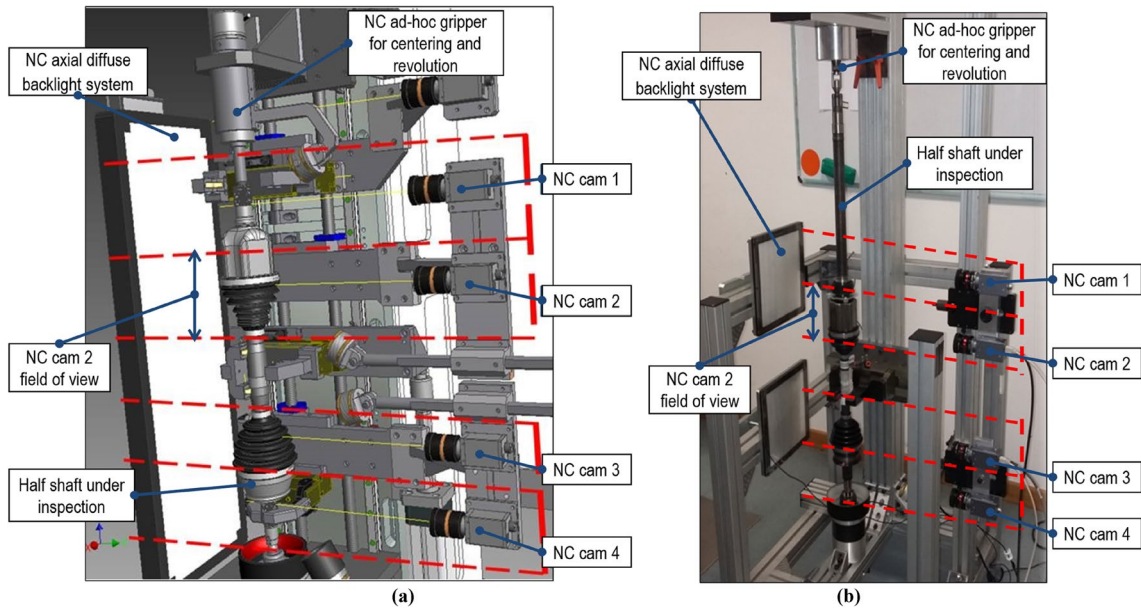 NC axial diffuse
backlight system
NC ad-hoc gripper
for centering and
revolution
NC cam 1
NC cam 2
NC cam 2
field of view
NC cam 3
Half shaft under
inspection
NC cam 4
(a)
NC axial diffuse
backlight system
NC ad-hoc gripper
for centering and
revolution
Half shaft under
inspection
NC cam 1
NC cam 2
NC cam 2
field of view
NC cam 3
NC cam 4
(b)